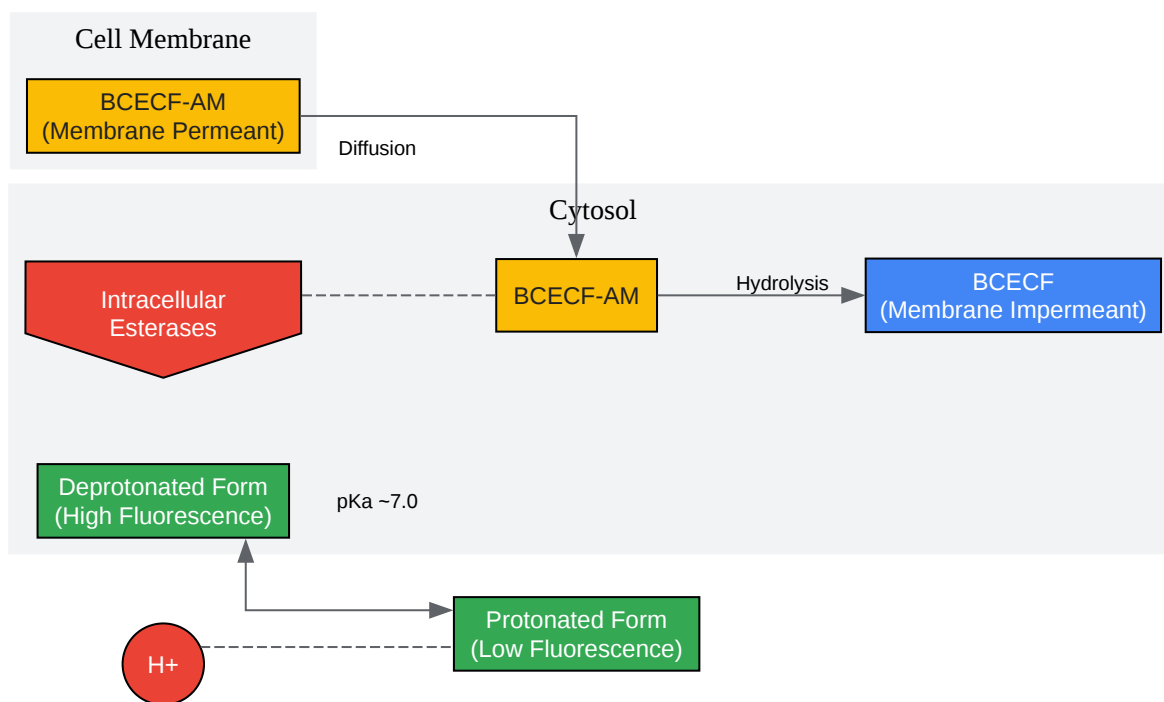 Cell Membrane
BCECF-AM
(Membrane Permeant)
Diffusion
Cytosol
Intracellular
Esterases
BCECF-AM
Hydrolysis
BCECF
(Membrane Impermeant)
Deprotonated Form
(High Fluorescence)
pKa ~7.0
Protonated Form
(Low Fluorescence)
H+